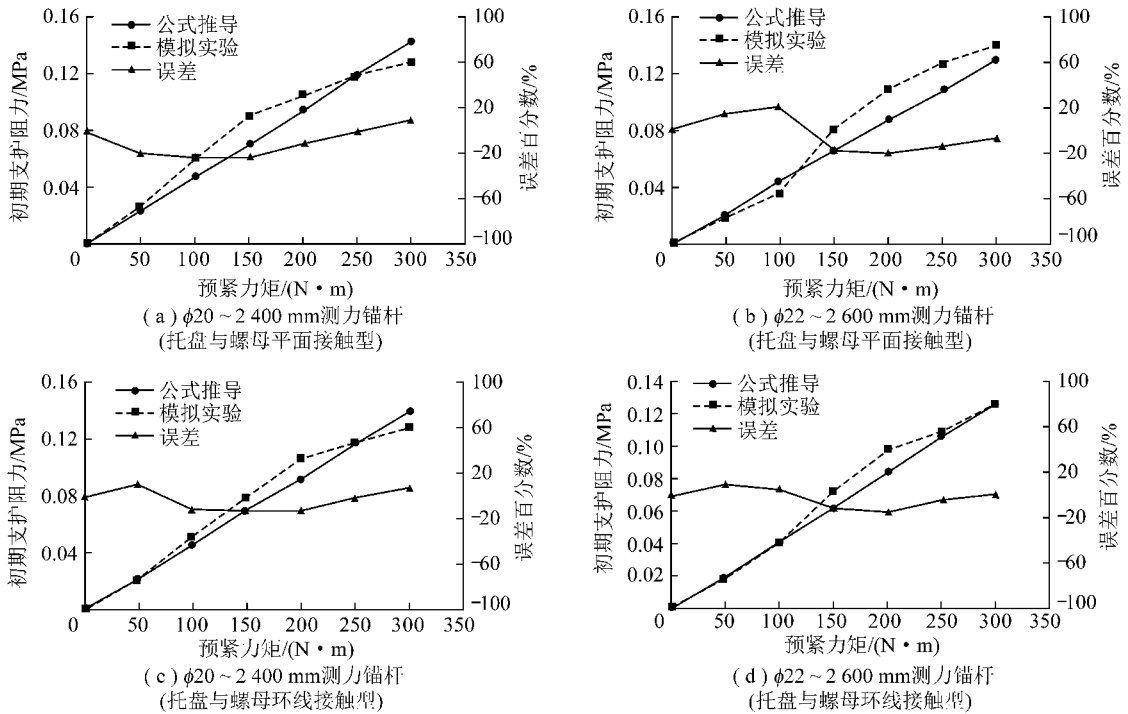 公式推导
模拟实验
误差
初期支护阻力/MPa
0.16
0.12
0.08
0.04
0 50 100 150 200 250 300 350
100
60
20
−20
−60
−100
误差百分数/%
预紧力矩/(N·m)
(a) ϕ20~2 400 mm测力锚杆
(托盘与螺母平面接触型)
公式推导
模拟实验
误差
初期支护阻力/MPa
0.16
0.12
0.08
0.04
0 50 100 150 200 250 300 350
100
60
20
−20
−60
−100
误差百分数/%
预紧力矩/(N·m)
(b) ϕ22~2 600 mm测力锚杆
(托盘与螺母平面接触型)
公式推导
模拟实验
误差
初期支护阻力/MPa
0.16
0.12
0.08
0.04
0 50 100 150 200 250 300 350
100
60
20
−20
−60
−100
误差百分数/%
预紧力矩/(N·m)
(c) ϕ20~2 400 mm测力锚杆
(托盘与螺母环线接触型)
公式推导
模拟实验
误差
初期支护阻力/MPa
0.14
0.12
0.10
0.08
0.06
0.04
0.02
0 50 100 150 200 250 300 350
100
60
20
−20
−60
−100
误差百分数/%
预紧力矩/(N·m)
(d) ϕ22~2 600 mm测力锚杆
(托盘与螺母环线接触型)